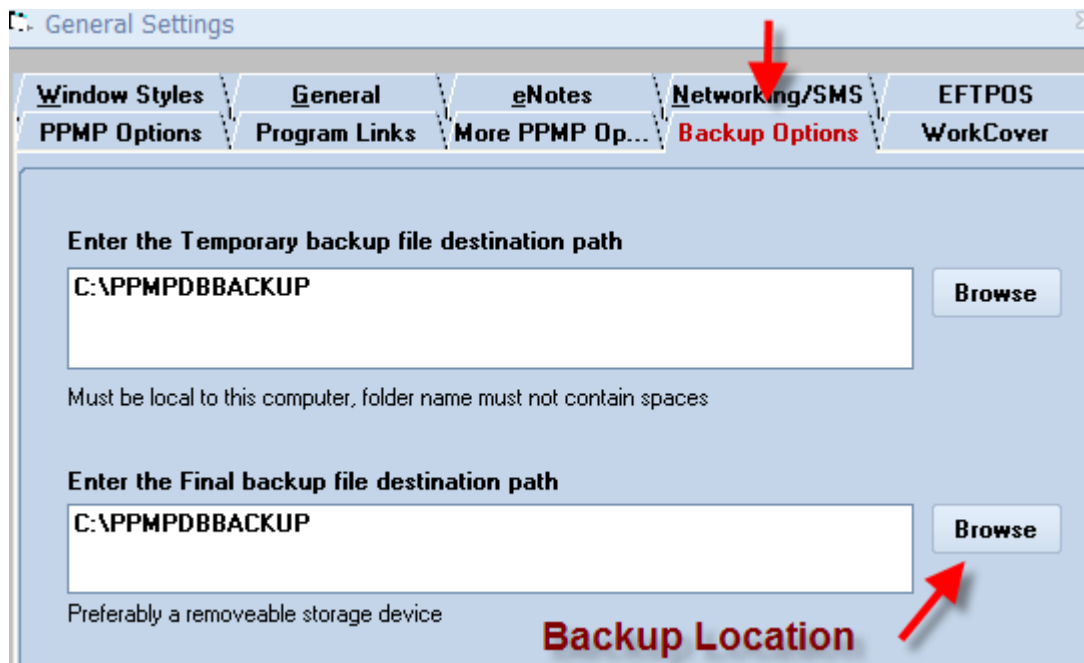 General Settings
Window Styles General eNotes Networking/SMS EFTPOS
PPMP Options Program Links More PPMP Op... Backup Options WorkCover
Enter the Temporary backup file destination path
C:\PPMPDBBACKUP
Browse
Must be local to this computer, folder name must not contain spaces
Enter the Final backup file destination path
C:\PPMPDBBACKUP
Browse
Preferably a removeable storage device
Backup Location